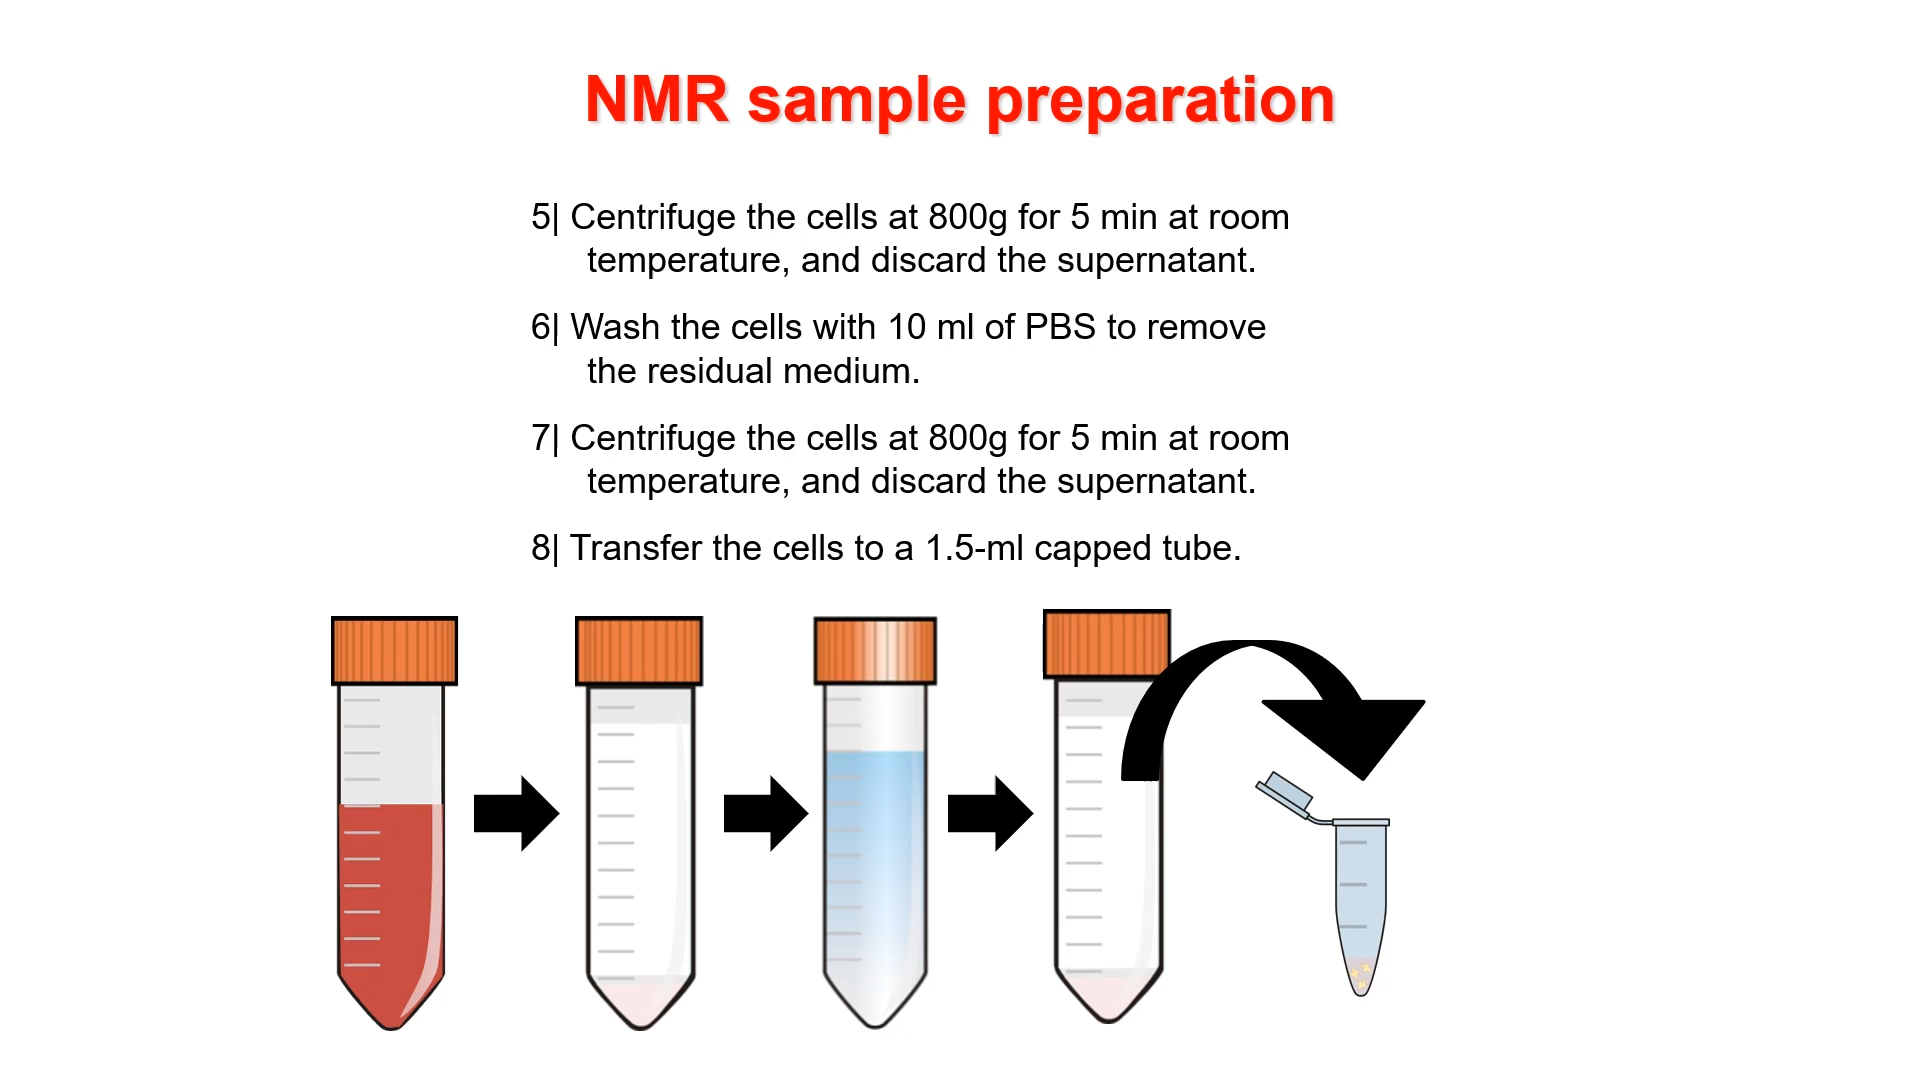 NMR sample preparation
5| Centrifuge the cells at 800g for 5 min at room
temperature, and discard the supernatant.
6| Wash the cells with 10 ml of PBS to remove
the residual medium.
7| Centrifuge the cells at 800g for 5 min at room
temperature, and discard the supernatant.
8| Transfer the cells to a 1.5-ml capped tube.